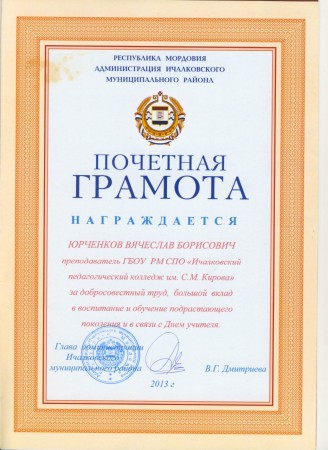 РЕСПУБЛИКА МОРДОВИЯ
АДМИНИСТРАЦИЯ ИЧАЛКОВСКОГО
МУНИЦИПАЛЬНОГО РАЙОНА
ПОЧЕТНАЯ
ГРАМОТА
НАГРАЖДАЕТСЯ
ЮРЧЕНКОВ ВЯЧЕСЛАВ БОРИСОВИЧ
преподаватель ГБОУ РМ СПО «Ичалковский
педагогический колледж им. С.М. Кирова»
за добросовестный труд, большой вклад
в воспитание и обучение подрастающего
поколения и в связи с Днем учителя.
Глава администрации
Ичалковского
муниципального района В.Г. Дмитриева
2013 г